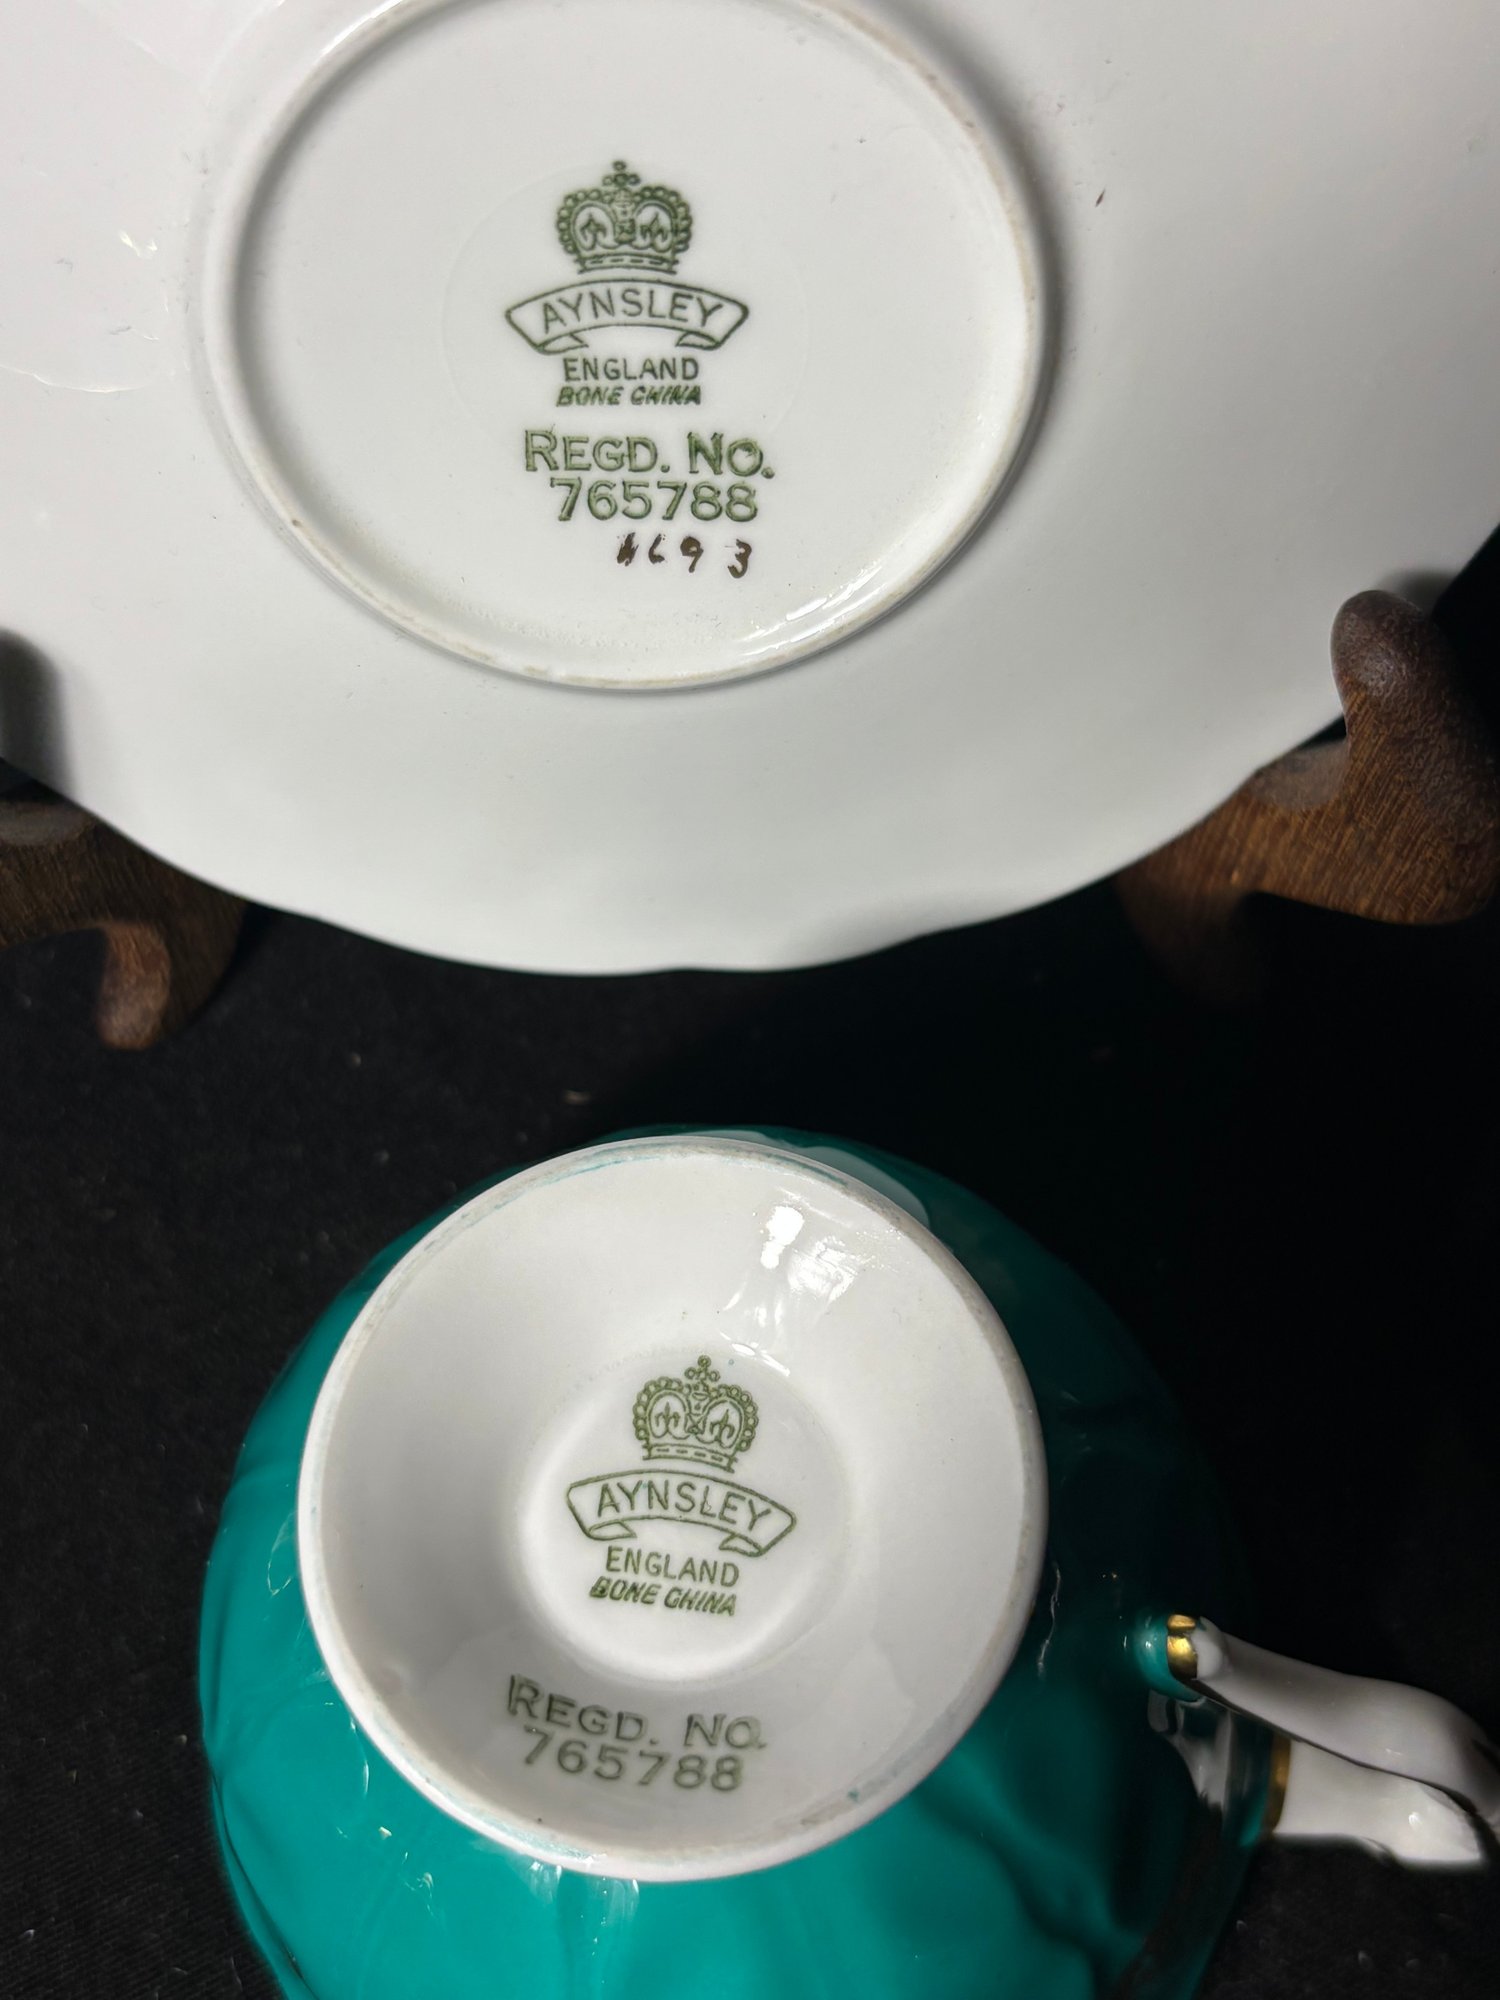 AYNSLEY
ENGLAND
BONE CHINA
REGD. NO.
765788
AYNSLEY
ENGLAND
BONE CHINA
REGD. NO.
765788